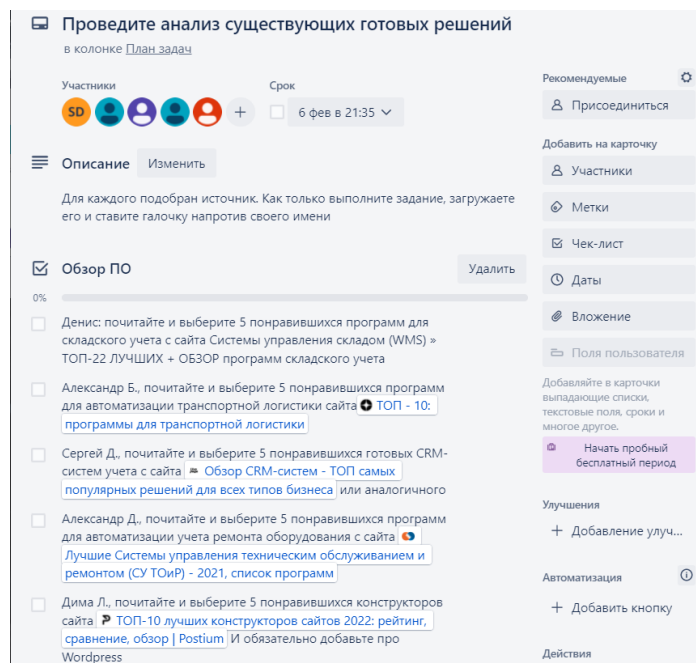 Проведите анализ существующих готовых решений
в колонке План задач
Участники
Срок
SD
+
6 фев в 21:35
Описание
Изменить
Для каждого подобран источник. Как только выполните задание, загружаете
его и ставите галочку напротив своего имени
Обзор ПО
Удалить
0%
Денис: почитайте и выберите 5 понравившихся программ для
складского учета с сайта Системы управления складом (WMS) »
ТОП-22 ЛУЧШИХ + ОБЗОР программ складского учета
Александр Б., почитайте и выберите 5 понравившихся программ
для автоматизации транспортной логистики сайта ТОП - 10:
программы для транспортной логистики
Сергей Д., почитайте и выберите 5 понравившихся готовых CRM-
систем учета с сайта Обзор CRM-систем - ТОП самых
популярных решений для всех типов бизнеса или аналогичного
Александр Д., почитайте и выберите 5 понравившихся программ
для автоматизации учета ремонта оборудования с сайта
Лучшие Системы управления техническим обслуживанием и
ремонтом (СУ ТОиР) - 2021, список программ
Дима Л., почитайте и выберите 5 понравившихся конструкторов
сайта ТОП-10 лучших конструкторов сайтов 2022: рейтинг,
сравнение, обзор | Postium И обязательно добавьте про
Wordpress
Рекомендуемые
Присоединиться
Добавить на карточку
Участники
Метки
Чек-лист
Даты
Вложение
Поля пользователя
Добавляйте в карточки
выпадающие списки,
текстовые поля, сроки и
многое другое.
Начать пробный
бесплатный период
Улучшения
+ Добавление улуч...
Автоматизация
+ Добавить кнопку
Действия